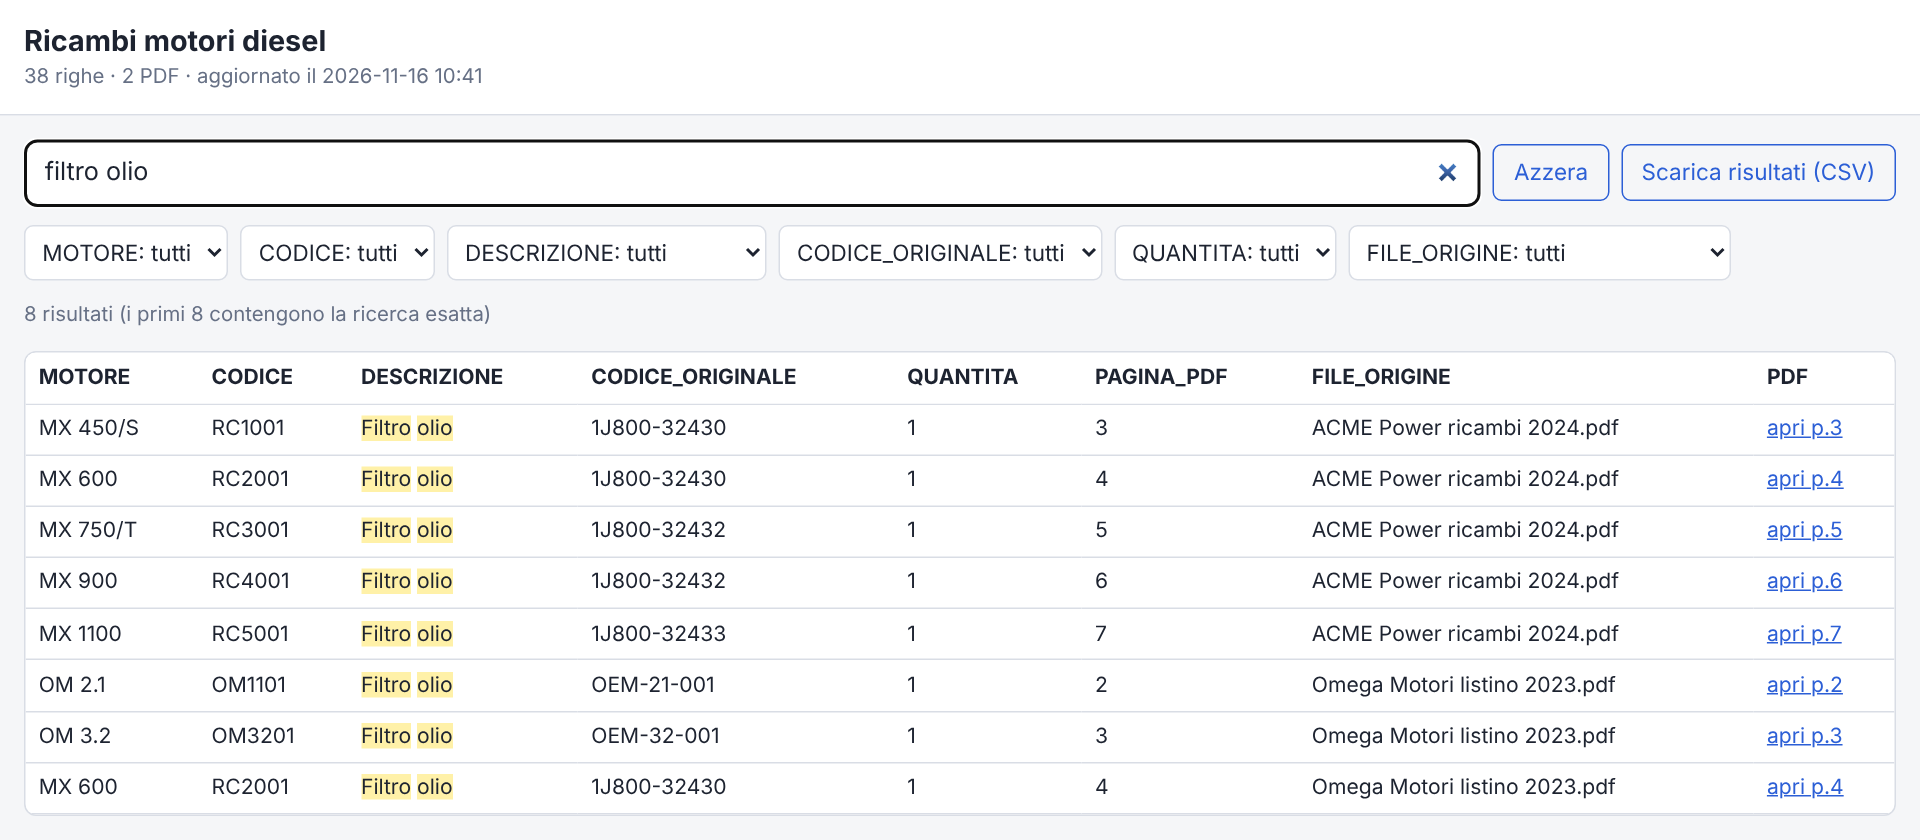 Ricambi motori diesel
38 righe · 2 PDF · aggiornato il 2026-11-16 10:41
filtro olio × Azzera Scarica risultati (CSV)
MOTORE: tutti CODICE: tutti DESCRIZIONE: tutti CODICE_ORIGINALE: tutti QUANTITA: tutti FILE_ORIGINE: tutti
8 risultati (i primi 8 contengono la ricerca esatta)
MOTORE CODICE DESCRIZIONE CODICE_ORIGINALE QUANTITA PAGINA_PDF FILE_ORIGINE PDF
MX 450/S RC1001 Filtro olio 1J800-32430 1 3 ACME Power ricambi 2024.pdf apri p.3
MX 600 RC2001 Filtro olio 1J800-32430 1 4 ACME Power ricambi 2024.pdf apri p.4
MX 750/T RC3001 Filtro olio 1J800-32432 1 5 ACME Power ricambi 2024.pdf apri p.5
MX 900 RC4001 Filtro olio 1J800-32432 1 6 ACME Power ricambi 2024.pdf apri p.6
MX 1100 RC5001 Filtro olio 1J800-32433 1 7 ACME Power ricambi 2024.pdf apri p.7
OM 2.1 OM1101 Filtro olio OEM-21-001 1 2 Omega Motori listino 2023.pdf apri p.2
OM 3.2 OM3201 Filtro olio OEM-32-001 1 3 Omega Motori listino 2023.pdf apri p.3
MX 600 RC2001 Filtro olio 1J800-32430 1 4 Omega Motori listino 2023.pdf apri p.4